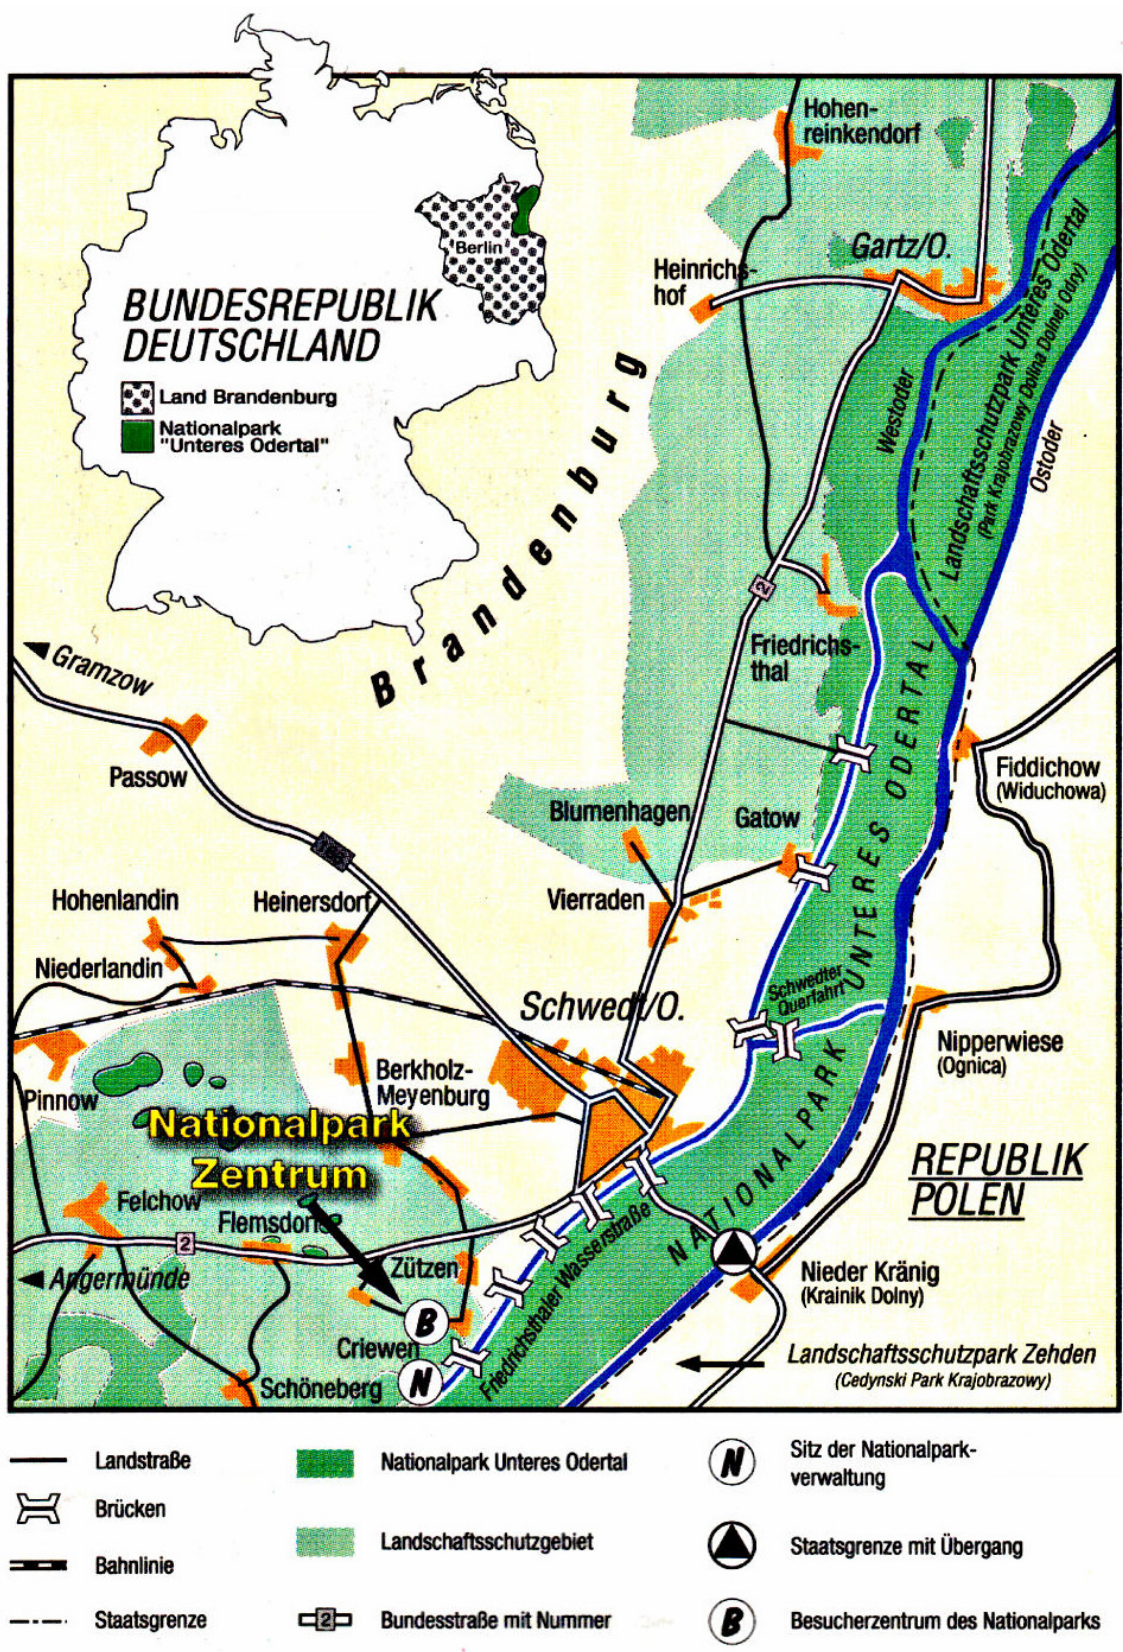 Berlin
BUNDESREPUBLIK
DEUTSCHLAND
Land Brandenburg
Nationalpark
"Unteres Odertal"
Hohen-
reinkendorf
Gartz/O.
Heinrichs-
hof
Brandenburg
Westoder
Landschaftsschutzpark Unteres Odertal
(Park Krajobrazowy Dolina Dolnej Odry)
Ostoder
Gramzow
Passow
2
Friedrichs-
thal
Fiddichow
(Widuchowa)
Blumenhagen
Gatow
Vierraden
Hohenlandin
Heinersdorf
Niederlandin
Schwedt/O.
Schwedter
Querfahrt
NATIONALPARK UNTERES ODERTAL
Nipperwiese
(Ognica)
Pinnow
Berkholz-
Meyenburg
Nationalpark
Zentrum
REPUBLIK
POLEN
Felchow
2
Angermünde
Zützen
Friedrichsthaler Wasserstraße
Nieder Kränig
(Krainik Dolny)
B
Criewen
N
Schöneberg
Landschaftsschutzpark Zehden
(Cedynski Park Krajobrazowy)
Landstraße
Brücken
Bahnlinie
Staatsgrenze
Nationalpark Unteres Odertal
Landschaftsschutzgebiet
2
Bundesstraße mit Nummer
N
Sitz der Nationalpark-
verwaltung
Staatsgrenze mit Übergang
B
Besucherzentrum des Nationalparks